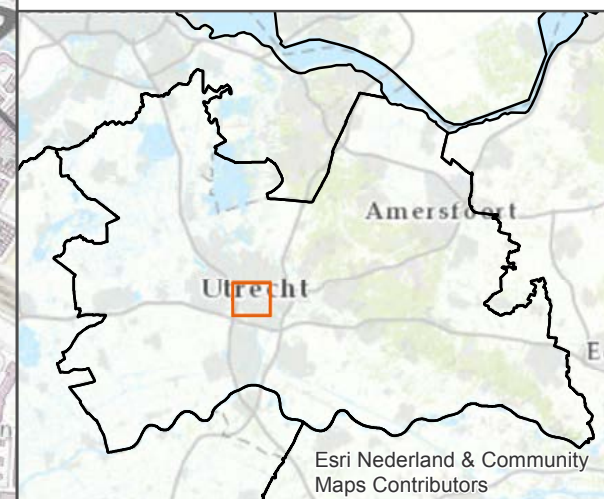 Amersfoort
Utrecht
E
Esri Nederland & Community
Maps Contributors